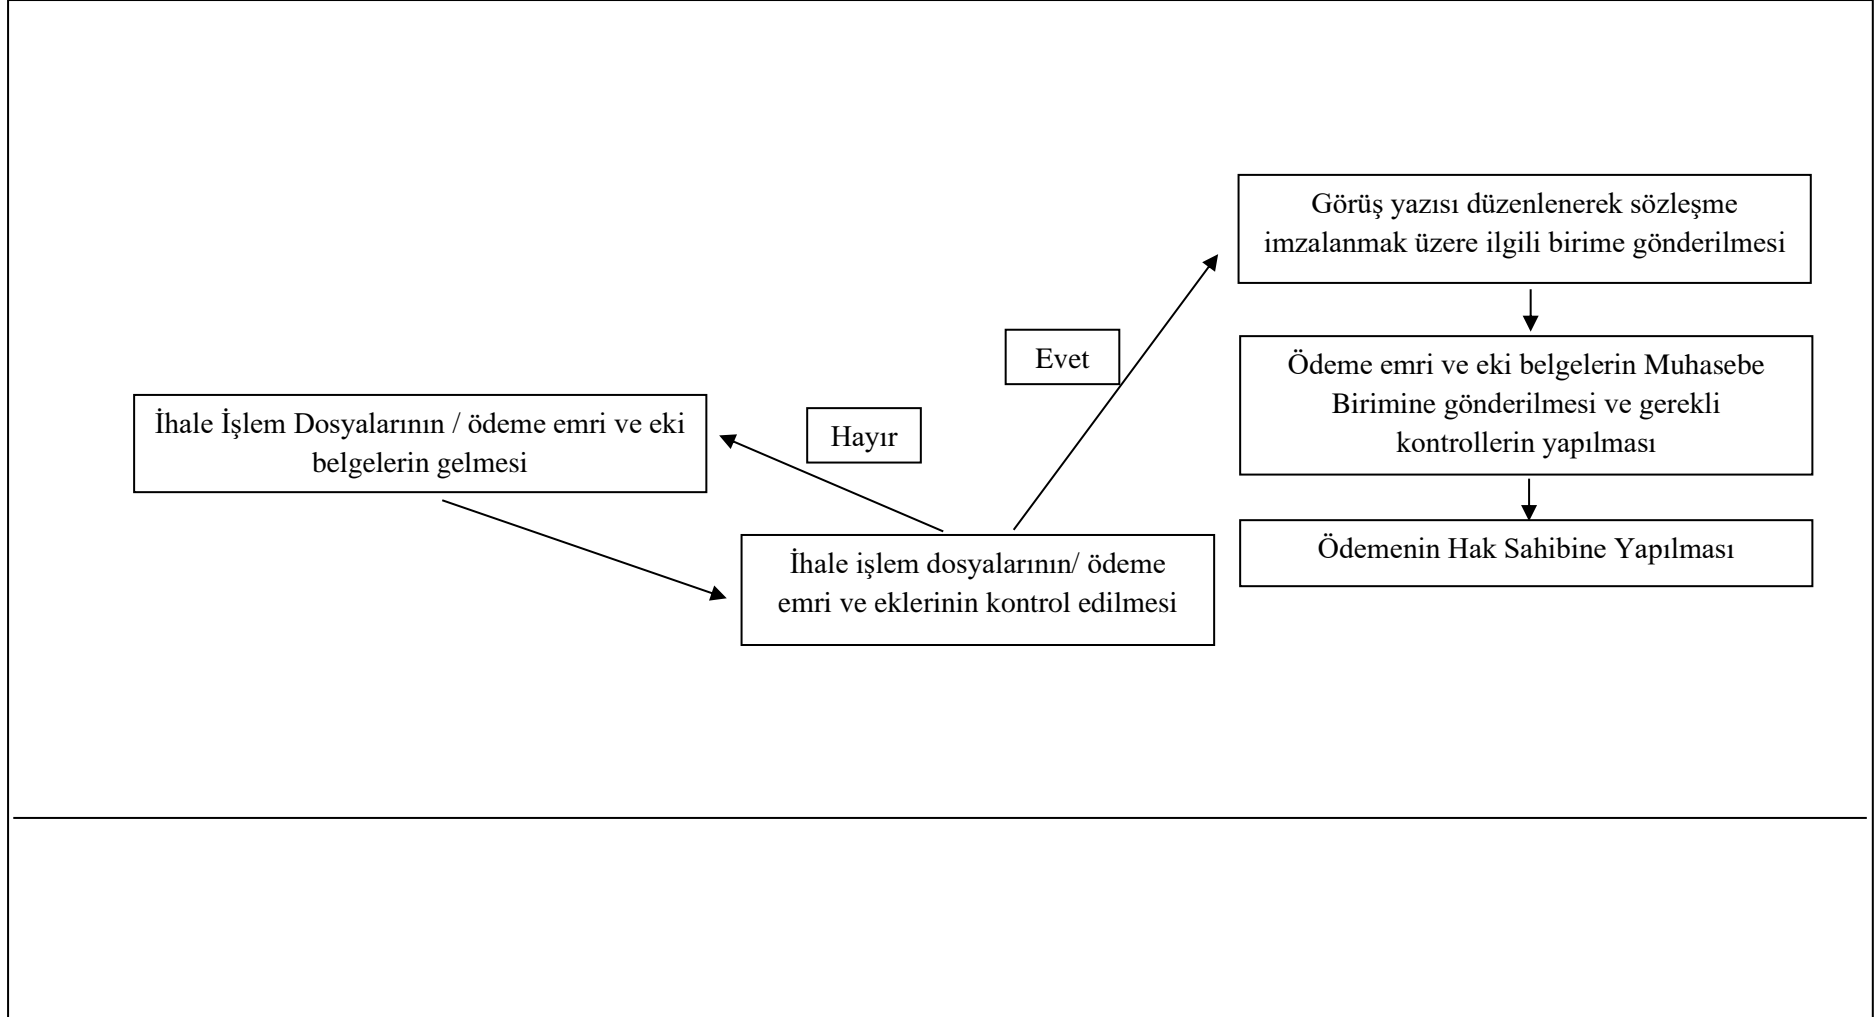 Görüş yazısı düzenlenerek sözleşme
imzalanmak üzere ilgili birime gönderilmesi
Evet
Ödeme emri ve eki belgelerin Muhasebe
Birimine gönderilmesi ve gerekli
kontrollerin yapılması
İhale İşlem Dosyalarının / ödeme emri ve eki
belgelerin gelmesi
Hayır
İhale işlem dosyalarının/ ödeme
emri ve eklerinin kontrol edilmesi
Ödemenin Hak Sahibine Yapılması